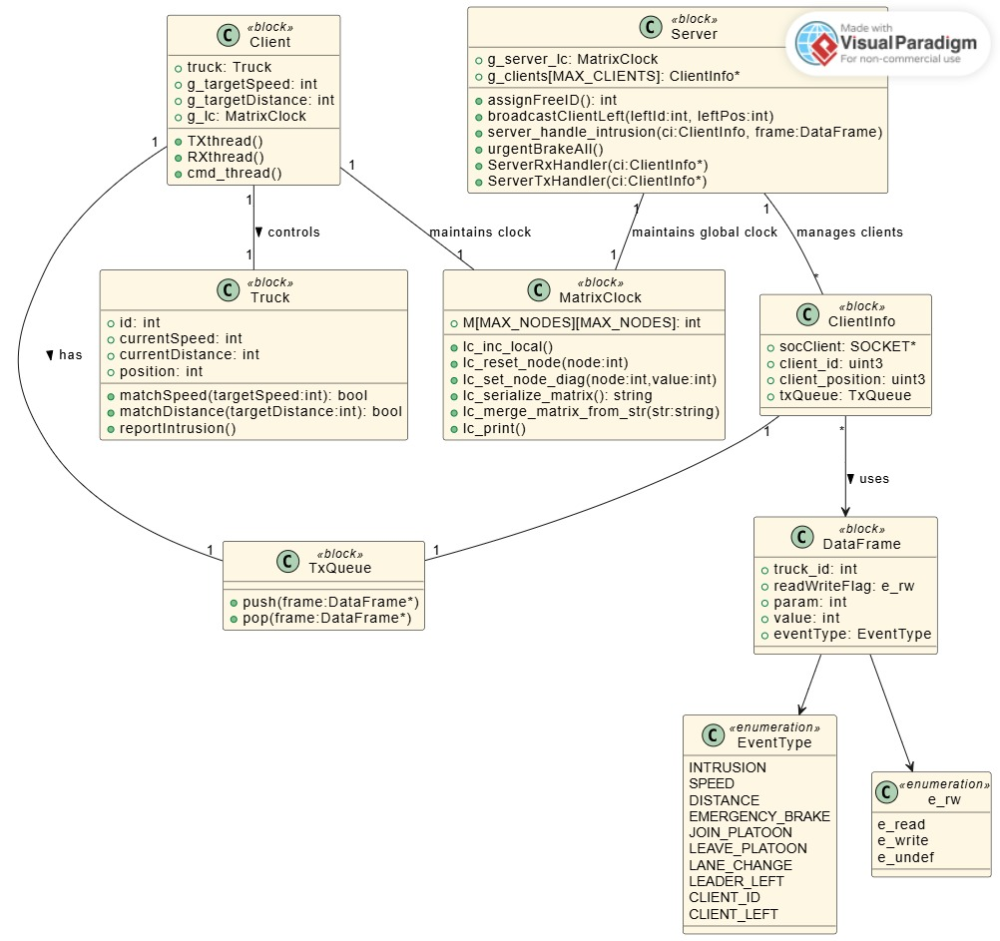 C
«block»
Client
truck: Truck
g_targetSpeed: int
g_targetDistance: int
g_lc: MatrixClock
TXthread()
RXthread()
cmd_thread()
C
«block»
Server
g_server_lc: MatrixClock
g_clients[MAX_CLIENTS]: ClientInfo*
assignFreeID(): int
broadcastClientLeft(leftId:int, leftPos:int)
server_handle_intrusion(ci:ClientInfo, frame:DataFrame)
urgentBrakeAll()
ServerRxHandler(ci:ClientInfo*)
ServerTxHandler(ci:ClientInfo*)
Made with
VisualParadigm
For non-commercial use
1
1
1
1
1
controls
maintains clock
maintains global clock
manages clients
1
1
1
*
C
«block»
Truck
id: int
currentSpeed: int
currentDistance: int
position: int
matchSpeed(targetSpeed:int): bool
matchDistance(targetDistance:int): bool
reportIntrusion()
C
«block»
MatrixClock
M[MAX_NODES][MAX_NODES]: int
lc_inc_local()
lc_reset_node(node:int)
lc_set_node_diag(node:int,value:int)
lc_serialize_matrix(): string
lc_merge_matrix_from_str(str:string)
lc_print()
C
«block»
ClientInfo
socClient: SOCKET*
client_id: uint3
client_position: uint3
txQueue: TxQueue
has
1
*
uses
1
1
C
«block»
TxQueue
push(frame:DataFrame*)
pop(frame:DataFrame*)
C
«block»
DataFrame
truck_id: int
readWriteFlag: e_rw
param: int
value: int
eventType: EventType
C
«enumeration»
EventType
INTRUSION
SPEED
DISTANCE
EMERGENCY_BRAKE
JOIN_PLATOON
LEAVE_PLATOON
LANE_CHANGE
LEADER_LEFT
CLIENT_ID
CLIENT_LEFT
C
«enumeration»
e_rw
e_read
e_write
e_undef